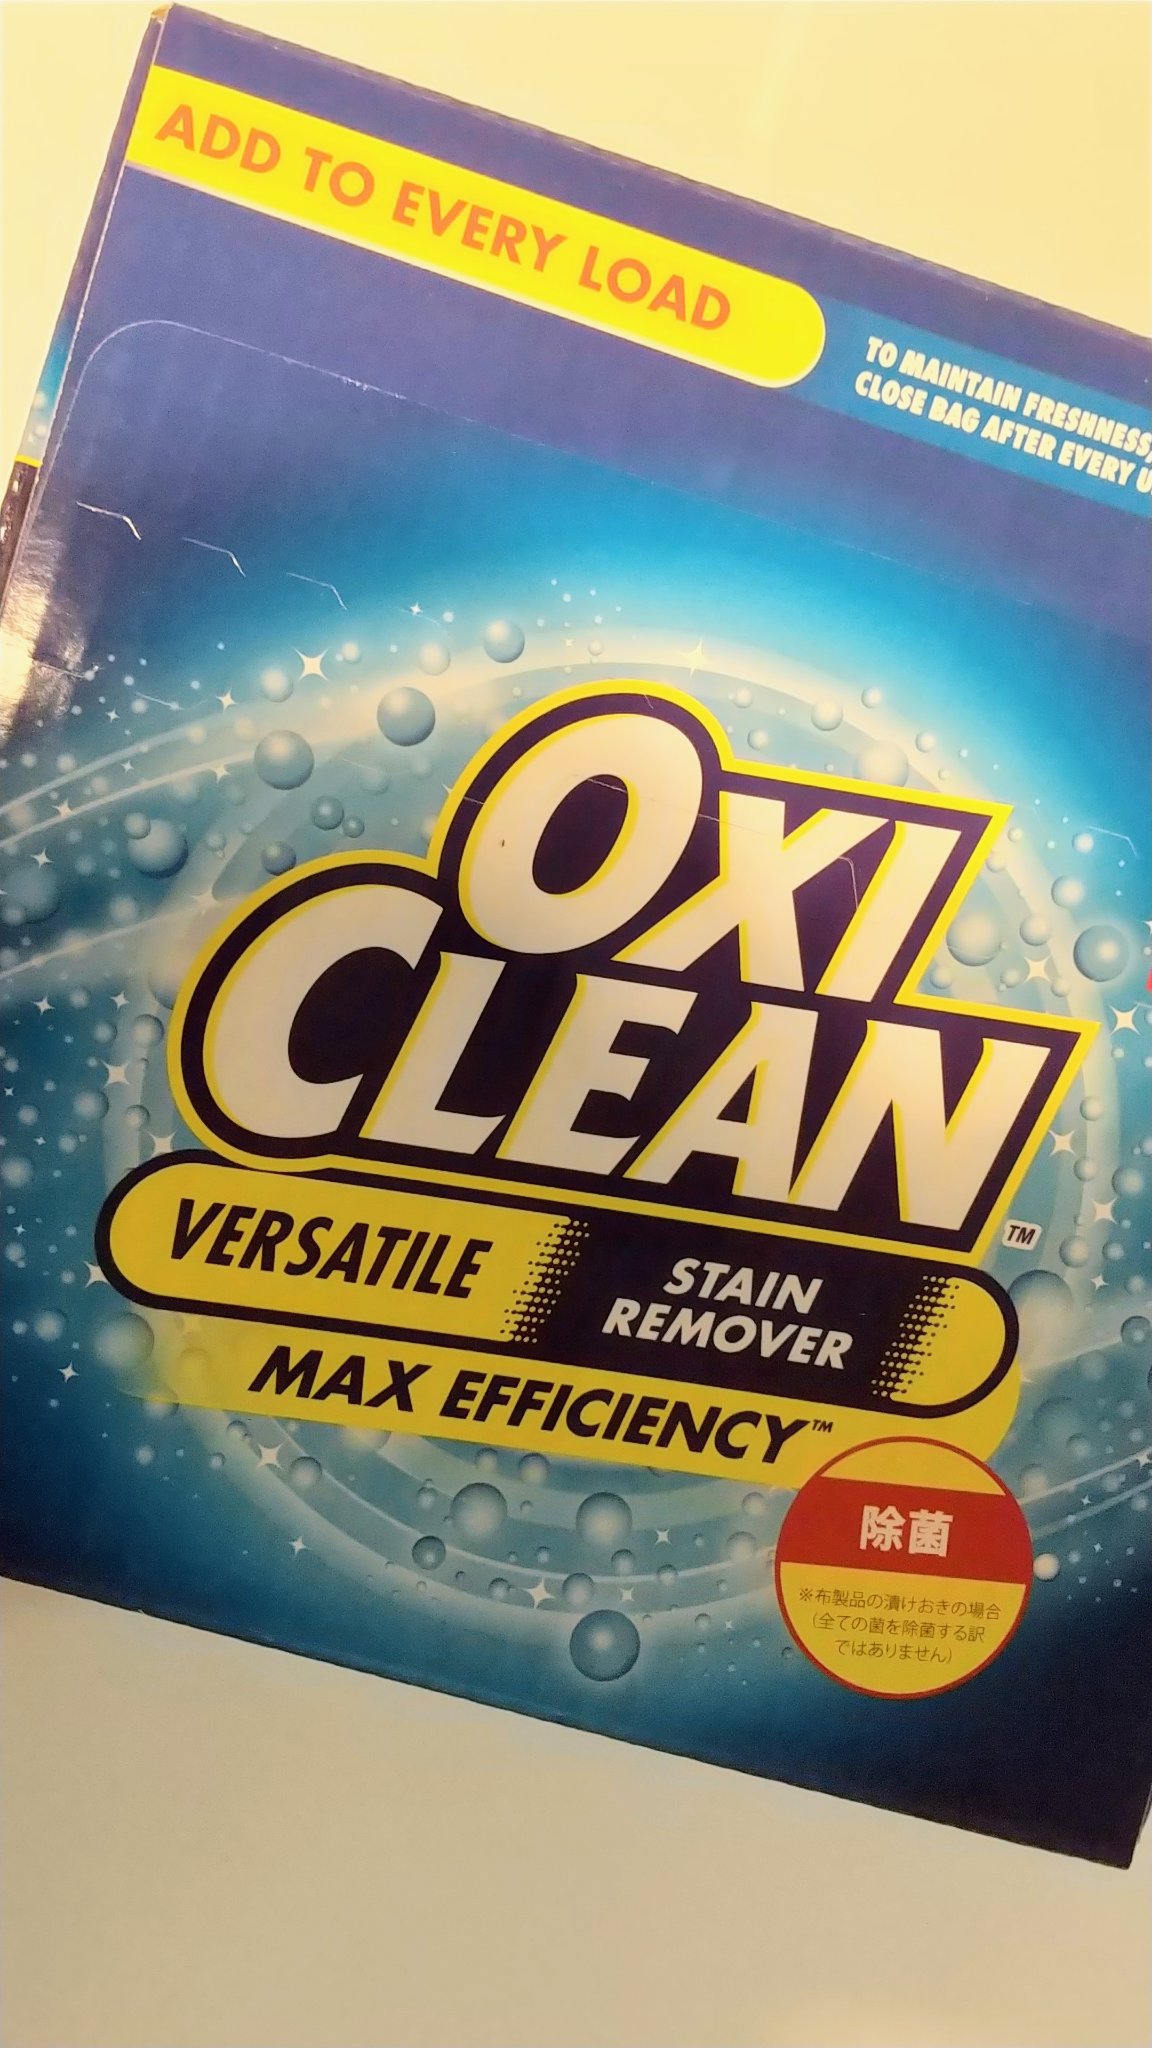 ADD TO EVERY LOAD
TO MAINTAIN FRESHNESS,
CLOSE BAG AFTER EVERY
OXI
CLEAN™
VERSATILE
STAIN
REMOVER
MAX EFFICIENCY™
除菌
※布製品の漬けおきの場合
(全ての菌を除菌する訳
ではありません)